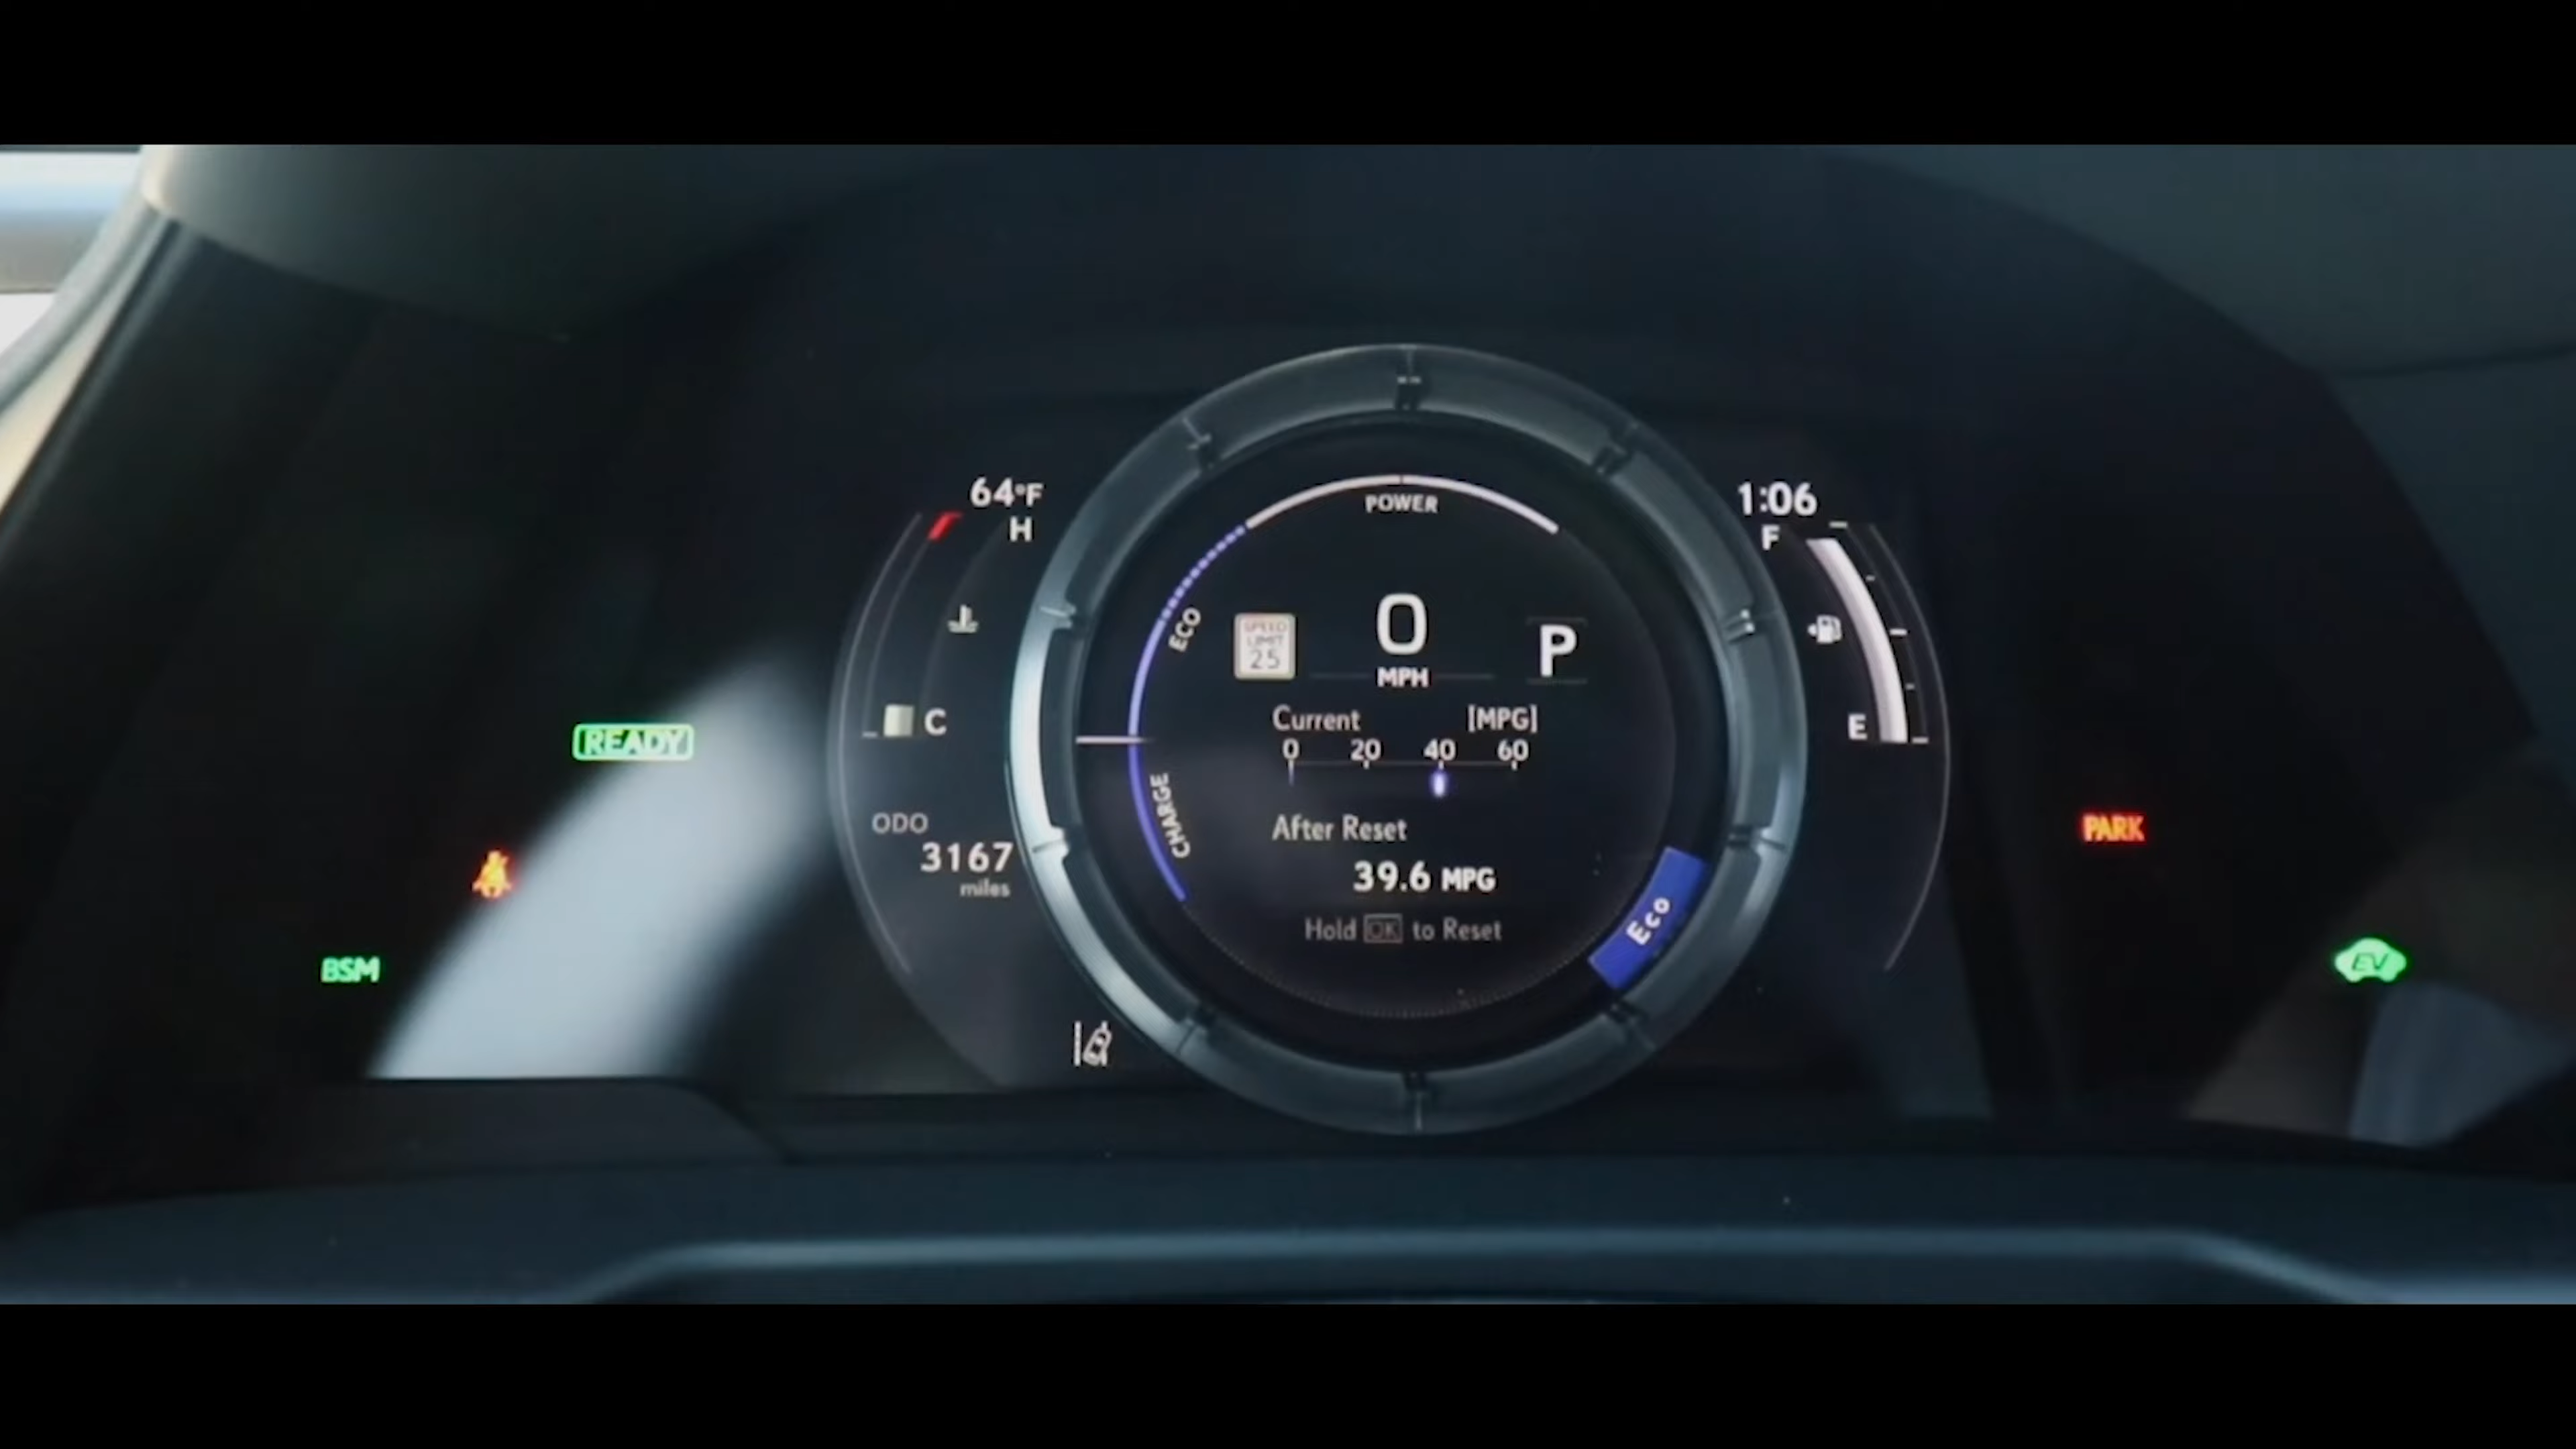 64°F
H
C
READY
ODO
3167
miles
BSM
POWER
ECO
CHARGE
SPEED
LIMIT
25
0
MPH
P
Current [MPG]
0 20 40 60
After Reset
39.6 MPG
Hold OK to Reset
Eco
1:06
F
E
PARK
EV